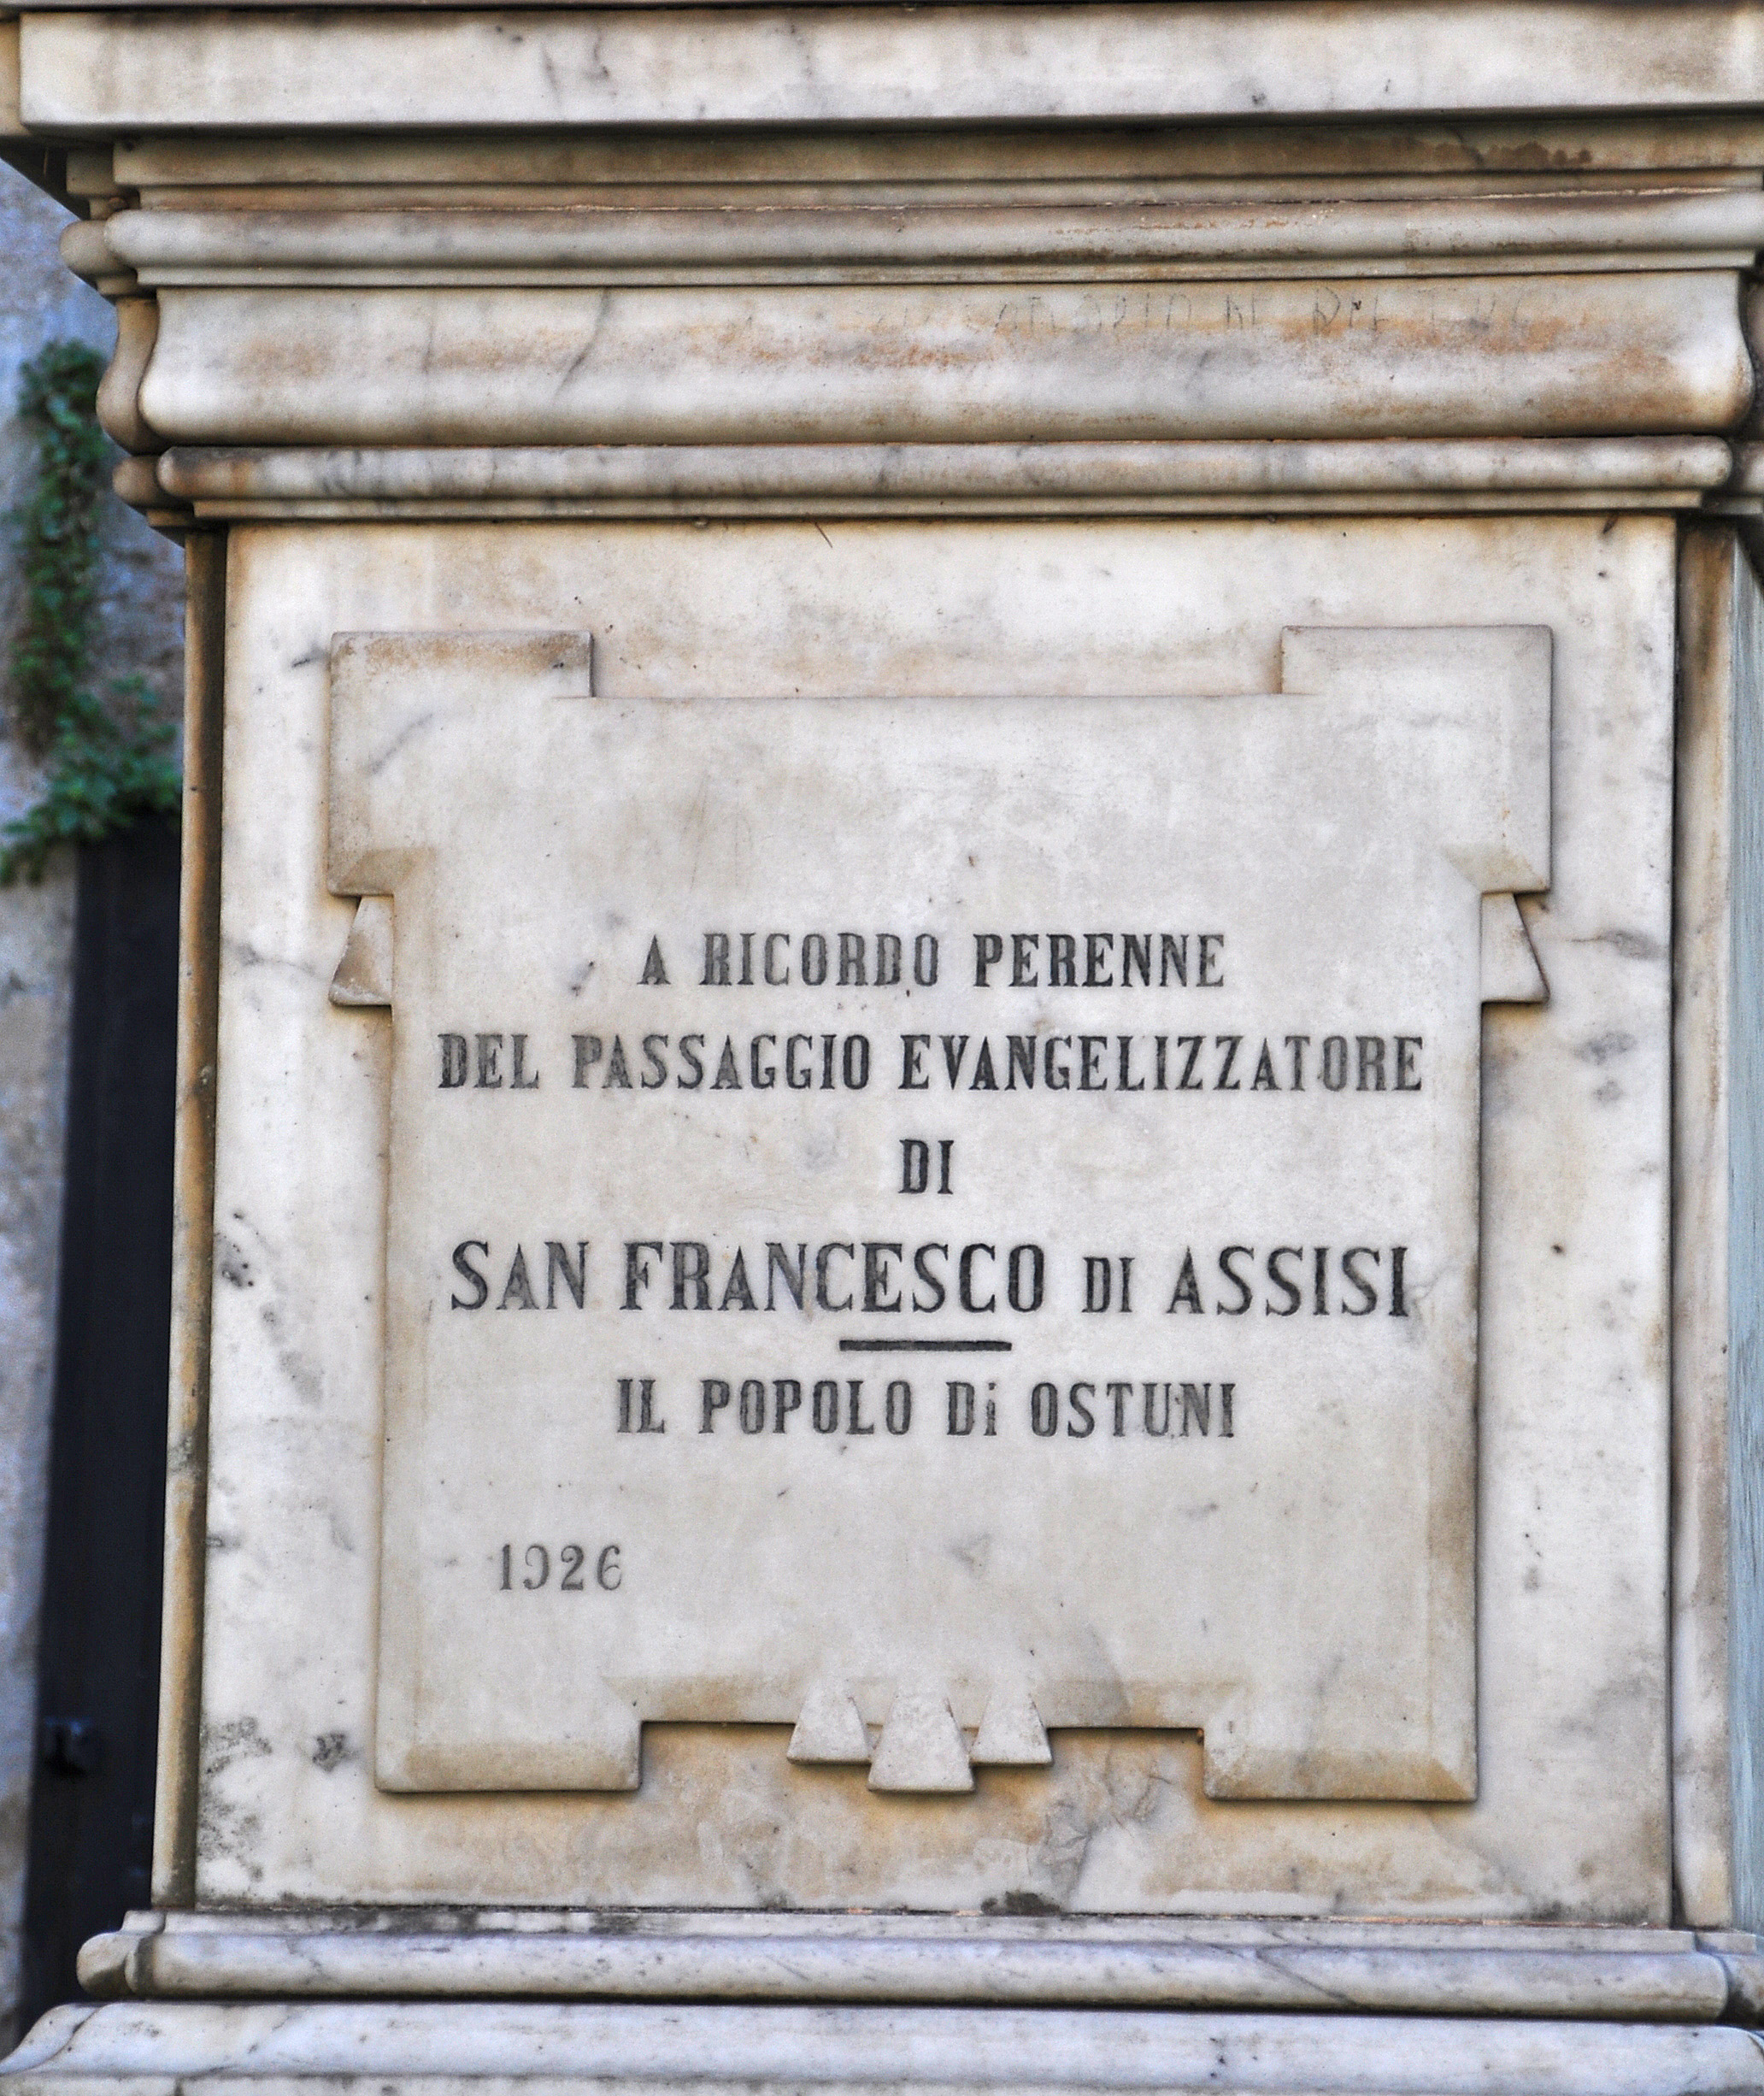 A RICORDO PERENNE
DEL PASSAGGIO EVANGELIZZATORE
DI
SAN FRANCESCO DI ASSISI
IL POPOLO Di OSTUNI
1926